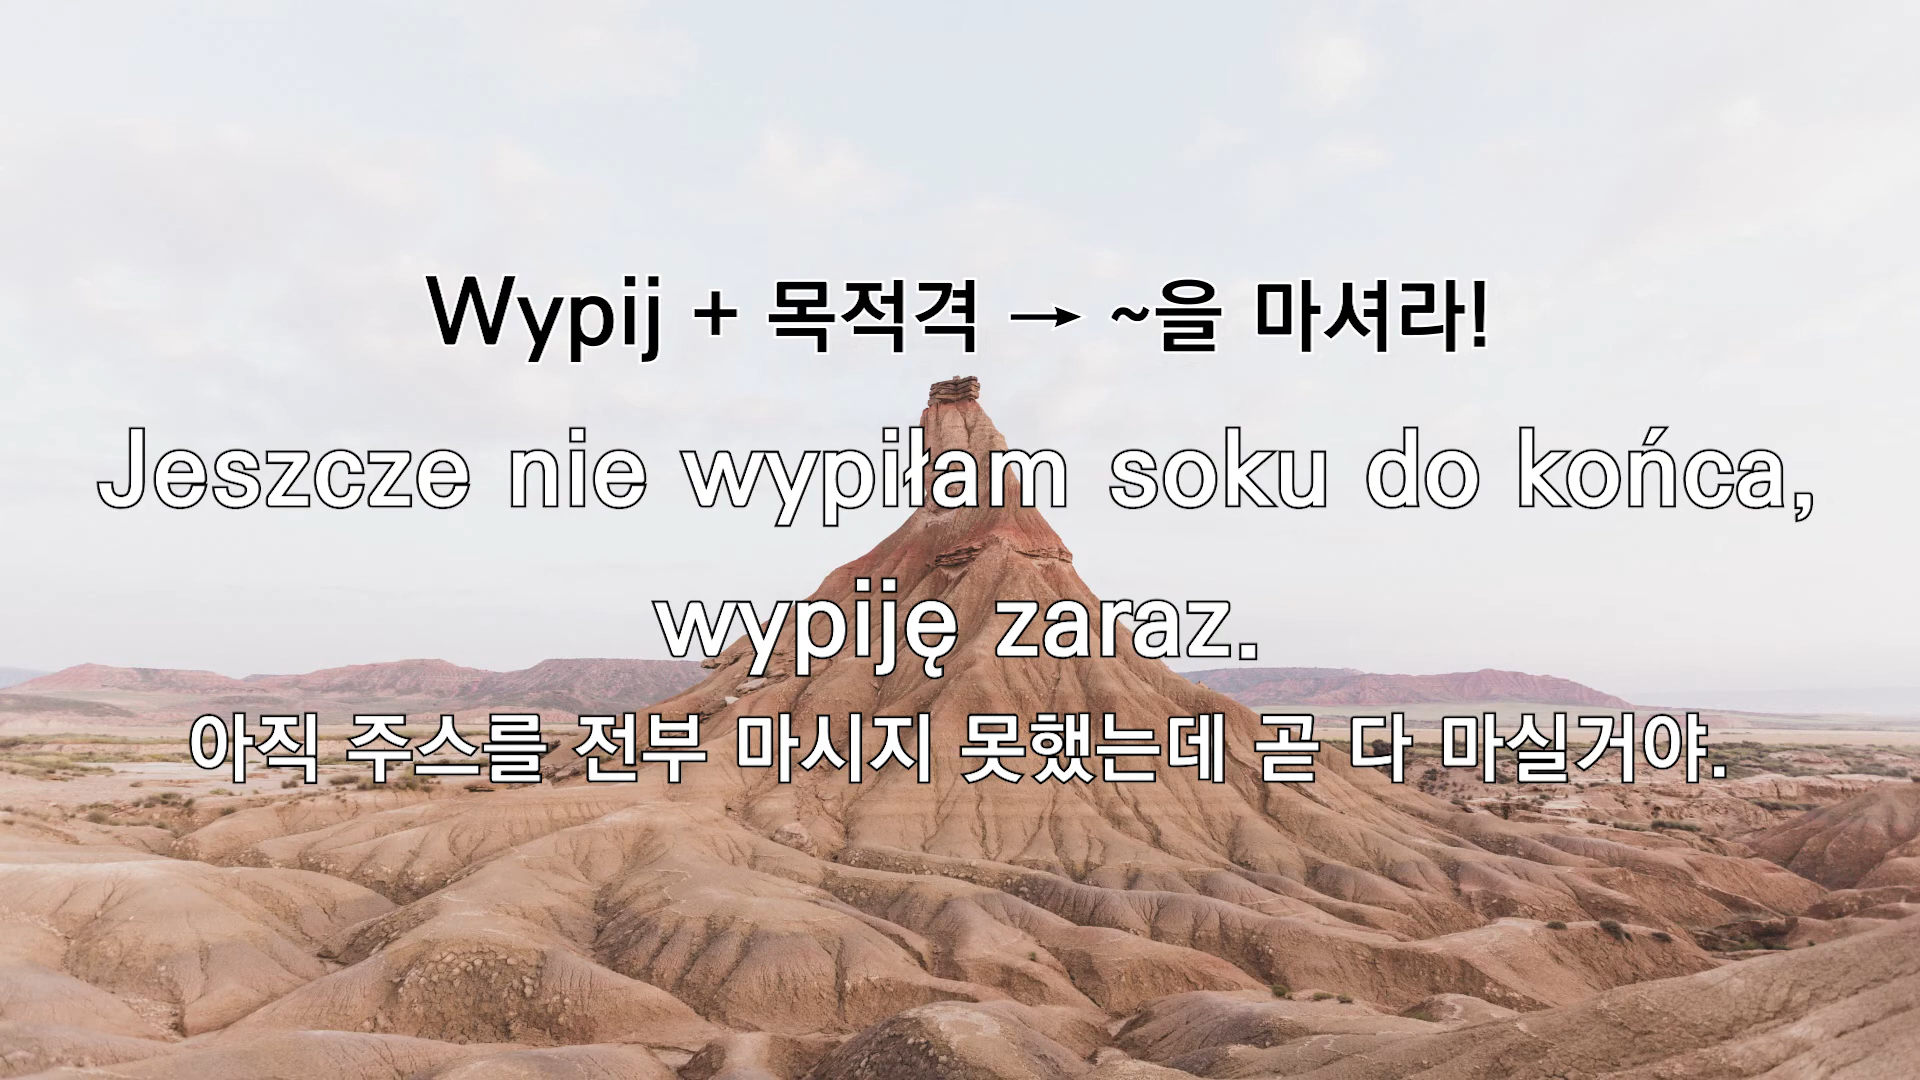 Wypij + 목적격 → ~을 마셔라!
Jeszcze nie wypiłam soku do końca,
wypiję zaraz.
아직 주스를 전부 마시지 못했는데 곧 다 마실거야.